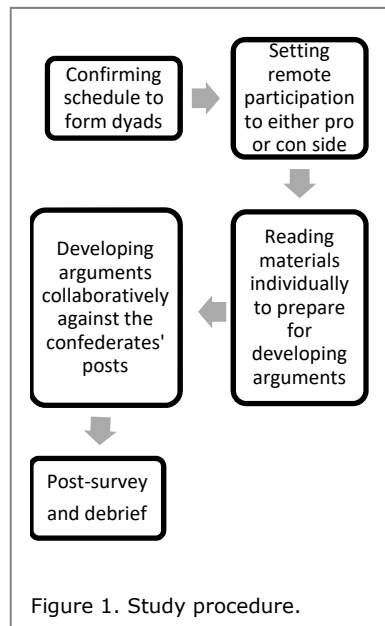 Confirming
schedule to
form dyads
Setting
remote
participation
to either pro
or con side
Reading
materials
individually
to prepare
for
developing
arguments
Developing
arguments
collaboratively
against the
confederates'
posts
Post-survey
and debrief
Figure 1. Study procedure.